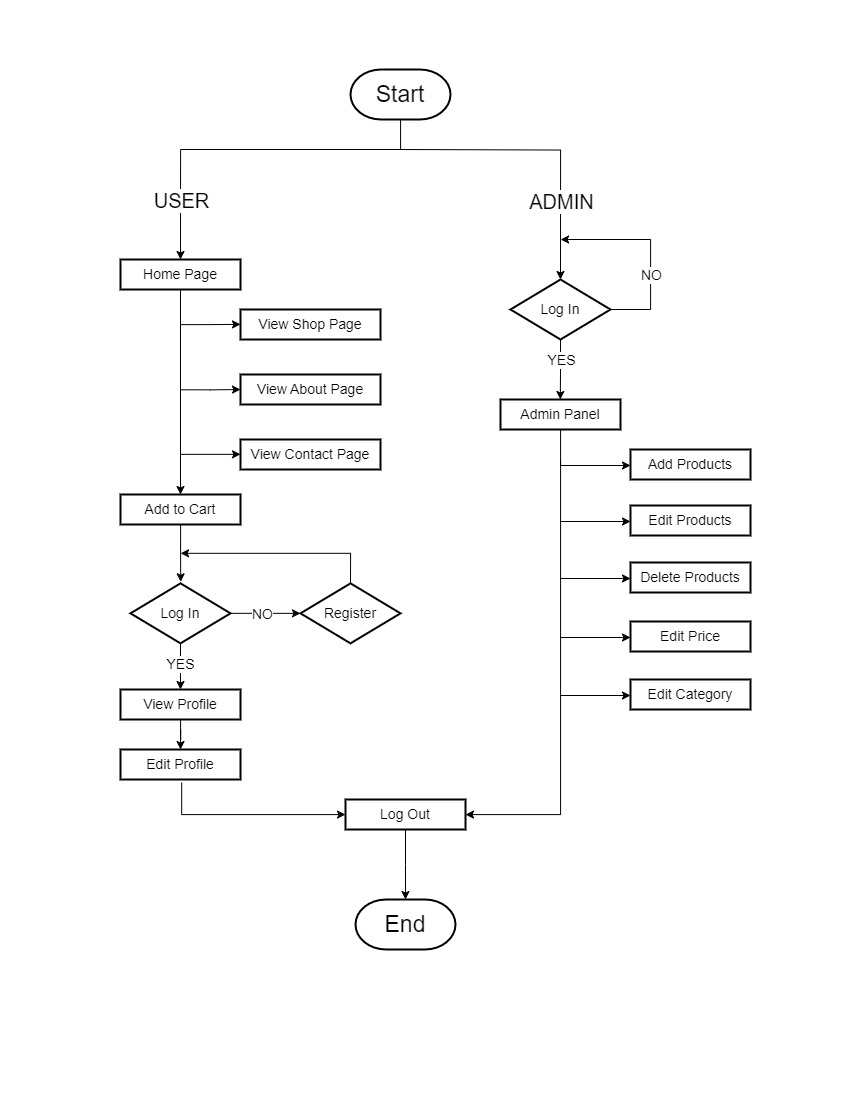 Start
USER
ADMIN
Home Page
NO
View Shop Page
Log In
YES
View About Page
Admin Panel
View Contact Page
Add Products
Add to Cart
Edit Products
Delete Products
Log In
NO
Register
Edit Price
YES
Edit Category
View Profile
Edit Profile
Log Out
End